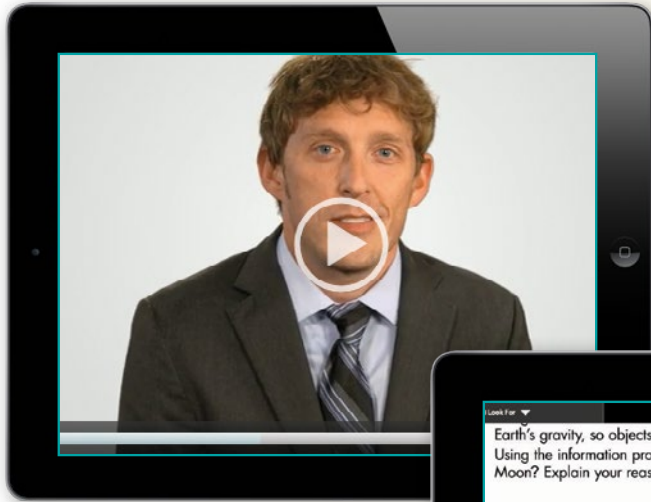 Look For
Earth's gravity, so objects
Using the information pro
Moon? Explain your reas